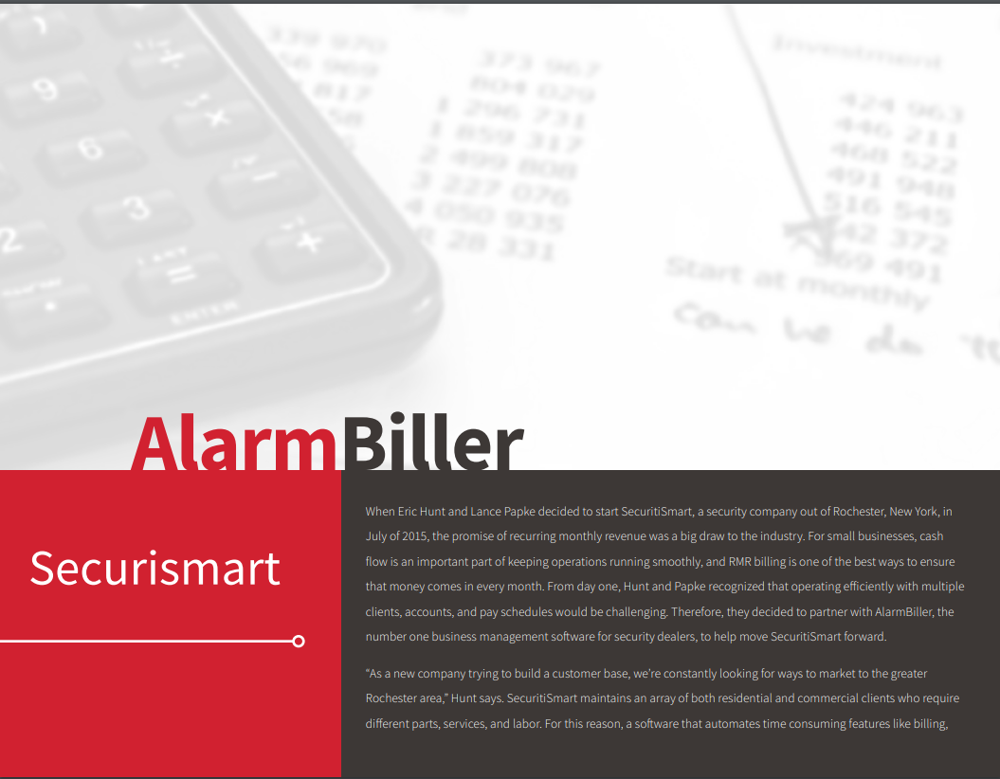 339 970
373 967
Investment
804 029
424 963
817
1 296 731
446 211
1 859 317
468 522
2 499 808
491 948
3 227 076
516 545
4 050 935
42 372
28 331
69 491
Start at monthly
9
6
3
2
ENTER
AlarmBiller
Securismart
When Eric Hunt and Lance Papke decided to start SecuritiSmart, a security company out of Rochester, New York, in
July of 2015, the promise of recurring monthly revenue was a big draw to the industry. For small businesses, cash
flow is an important part of keeping operations running smoothly, and RMR billing is one of the best ways to ensure
that money comes in every month. From day one, Hunt and Papke recognized that operating efficiently with multiple
clients, accounts, and pay schedules would be challenging. Therefore, they decided to partner with AlarmBiller, the
number one business management software for security dealers, to help move SecuritiSmart forward.
“As a new company trying to build a customer base, we’re constantly looking for ways to market to the greater
Rochester area,” Hunt says. SecuritiSmart maintains an array of both residential and commercial clients who require
different parts, services, and labor. For this reason, a software that automates time consuming features like billing,